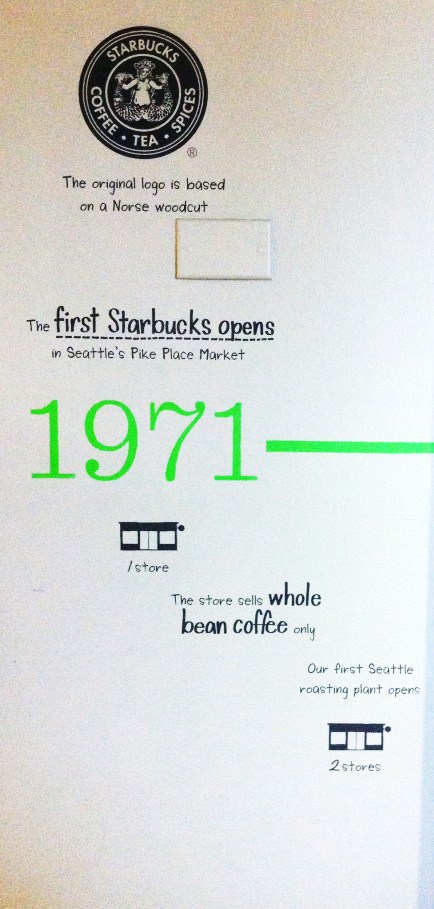 STARBUCKS
COFFEE • TEA • SPICES
®
The original logo is based
on a Norse woodcut
The first Starbucks opens
in Seattle's Pike Place Market
1971
1 store
The store sells whole
bean coffee only
Our first Seattle
roasting plant opens
2 stores